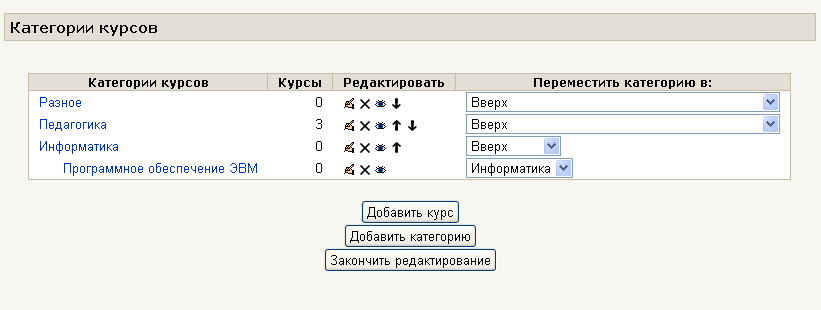 Категории курсов
Категории курсов Курсы Редактировать Переместить категорию в:
Разное 0 Вверх
Педагогика 3 Вверх
Информатика 0 Вверх
Программное обеспечение ЭВМ 0 Информатика
Добавить курс
Добавить категорию
Закончить редактирование